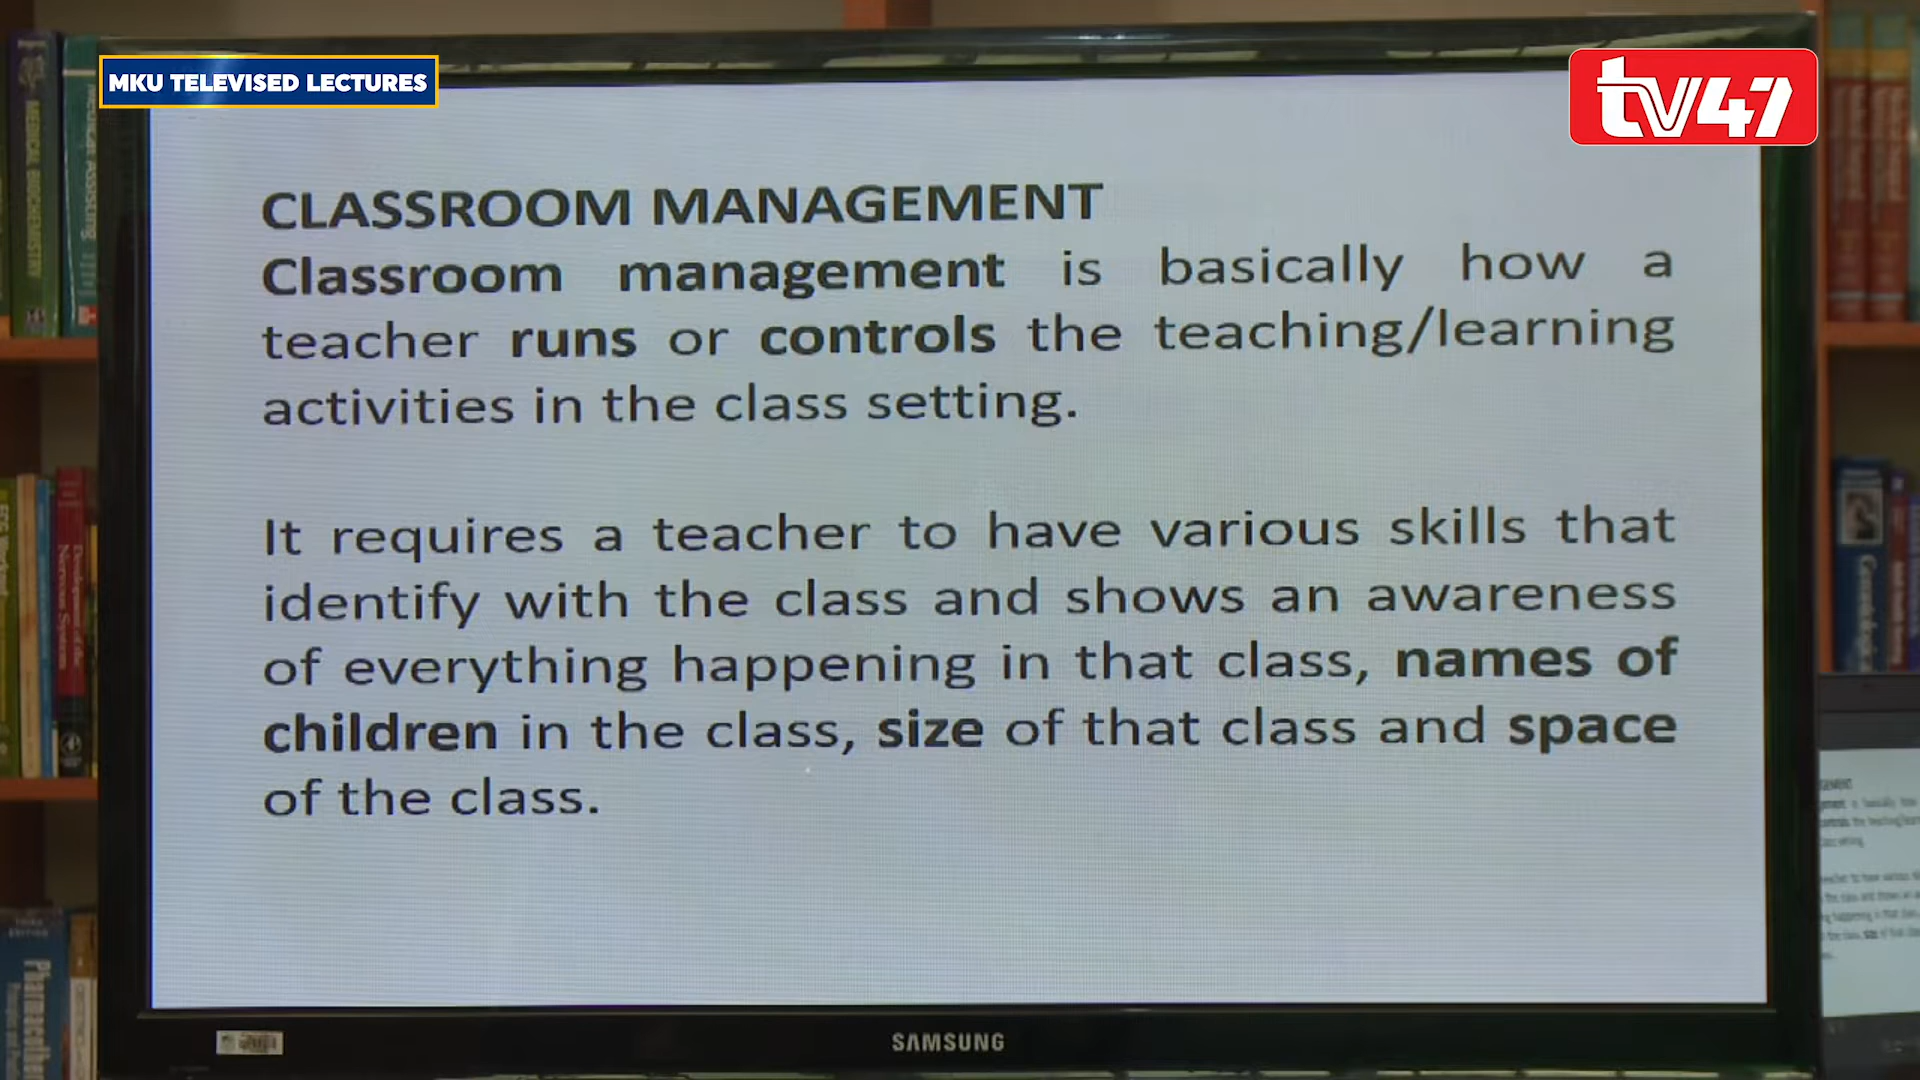 MKU TELEVISED LECTURES
tv47
CLASSROOM MANAGEMENT
Classroom management is basically how a
teacher runs or controls the teaching/learning
activities in the class setting.
It requires a teacher to have various skills that
identify with the class and shows an awareness
of everything happening in that class, names of
children in the class, size of that class and space
of the class.
SAMSUNG
MEDICAL BIOCHEMISTRY